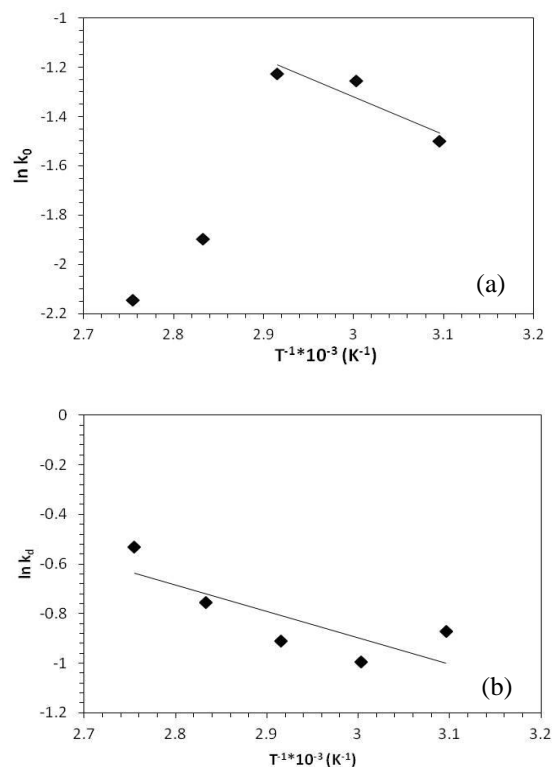 -1
-1.2
-1.4
-1.6
-1.8
-2
-2.2
ln k₀
(a)
2.7 2.8 2.9 3 3.1 3.2
T⁻¹*10⁻³ (K⁻¹)
0
-0.2
-0.4
-0.6
-0.8
-1
-1.2
ln k_d
(b)
2.7 2.8 2.9 3 3.1 3.2
T⁻¹*10⁻³ (K⁻¹)